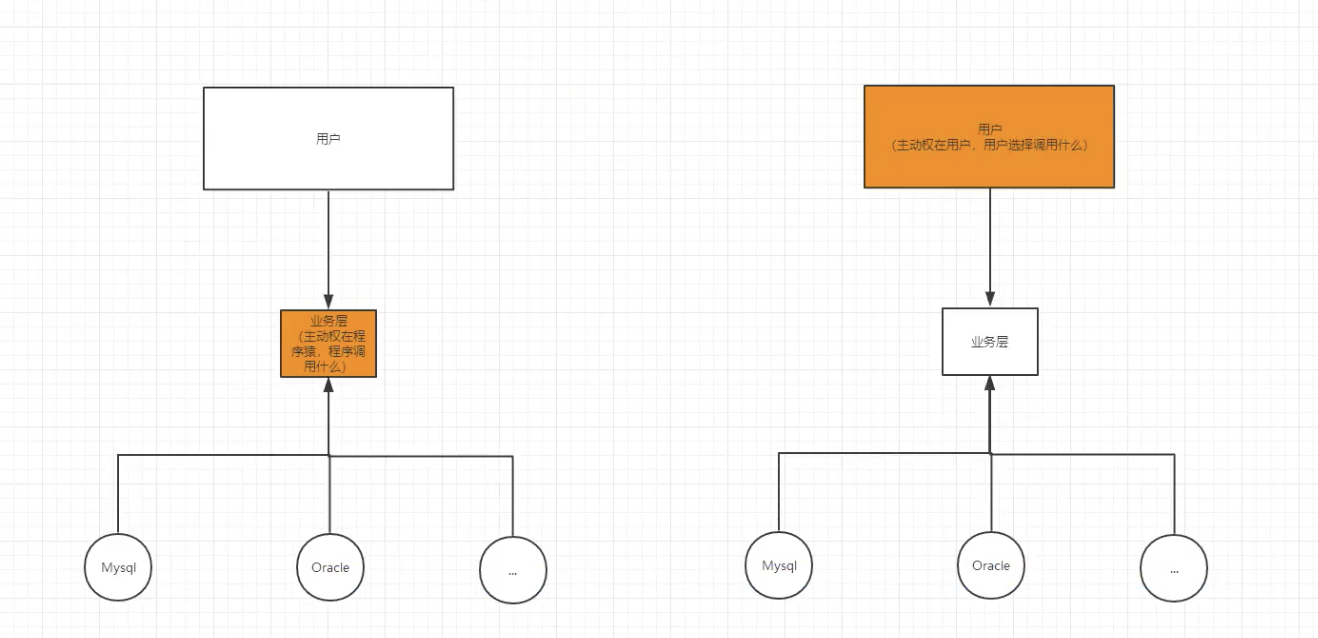 用户
业务层
（主动权在程
序猿，程序调
用什么）
Mysql
Oracle
...
用户
（主动权在用户，用户选择调用什么）
业务层
Mysql
Oracle
...